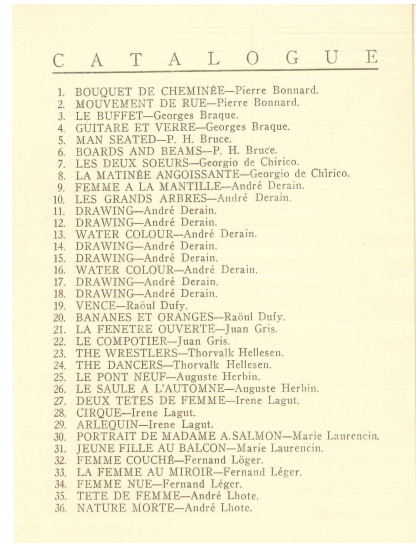 CATALOGUE
1. BOUQUET DE CHEMINÉE—Pierre Bonnard.
2. MOUVEMENT DE RUE—Pierre Bonnard.
3. LE BUFFET—Georges Braque.
4. GUITARE ET VERRE—Georges Braque.
5. MAN SEATED—P. H. Bruce.
6. BOARDS AND BEAMS—P. H. Bruce.
7. LES DEUX SOEURS—Georgio de Chirico.
8. LA MATINÉE ANGOISSANTE—Georgio de Chirico.
9. FEMME A LA MANTILLE—André Derain.
10. LES GRANDS ARBRES—André Derain.
11. DRAWING—André Derain.
12. DRAWING—André Derain.
13. WATER COLOUR—André Derain.
14. DRAWING—André Derain.
15. DRAWING—André Derain.
16. WATER COLOUR—André Derain.
17. DRAWING—André Derain.
18. DRAWING—André Derain.
19. VENCE—Raöul Dufy.
20. BANANES ET ORANGES—Raöul Dufy.
21. LA FENETRE OUVERTE—Juan Gris.
22. LE COMPOTIER—Juan Gris.
23. THE WRESTLERS—Thorvalk Hellesen.
24. THE DANCERS—Thorvalk Hellesen.
25. LE PONT NEUF—Auguste Herbin.
26. LE SAULE A L'AUTOMNE—Auguste Herbin.
27. DEUX TETES DE FEMME—Irene Lagut.
28. CIRQUE—Irene Lagut.
29. ARLEQUIN—Irene Lagut.
30. PORTRAIT DE MADAME A. SALMON—Marie Laurencin.
31. JEUNE FILLE AU BALCON—Marie Laurencin.
32. FEMME COUCHÉ—Fernand Löger.
33. LA FEMME AU MIROIR—Fernand Léger.
34. FEMME NUE—Fernand Léger.
35. TETE DE FEMME—André Lhote.
36. NATURE MORTE—André Lhote.